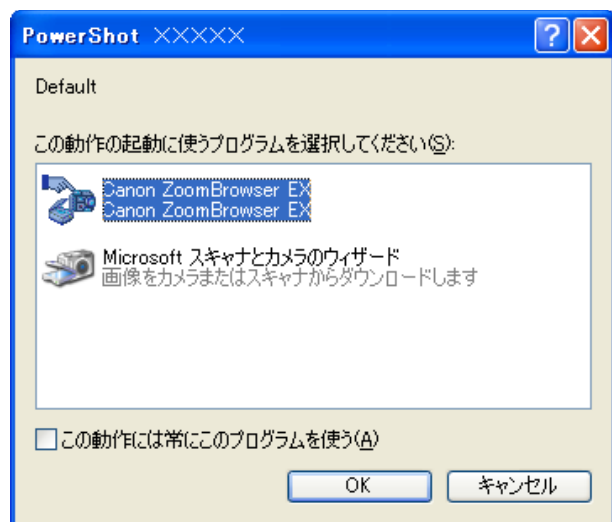 PowerShot ×××××
Default
この動作の起動に使うプログラムを選択してください(S):
Canon ZoomBrowser EX
Canon ZoomBrowser EX
Microsoft スキャナとカメラのウィザード
画像をカメラまたはスキャナからダウンロードします
この動作には常にこのプログラムを使う(A)
OK キャンセル